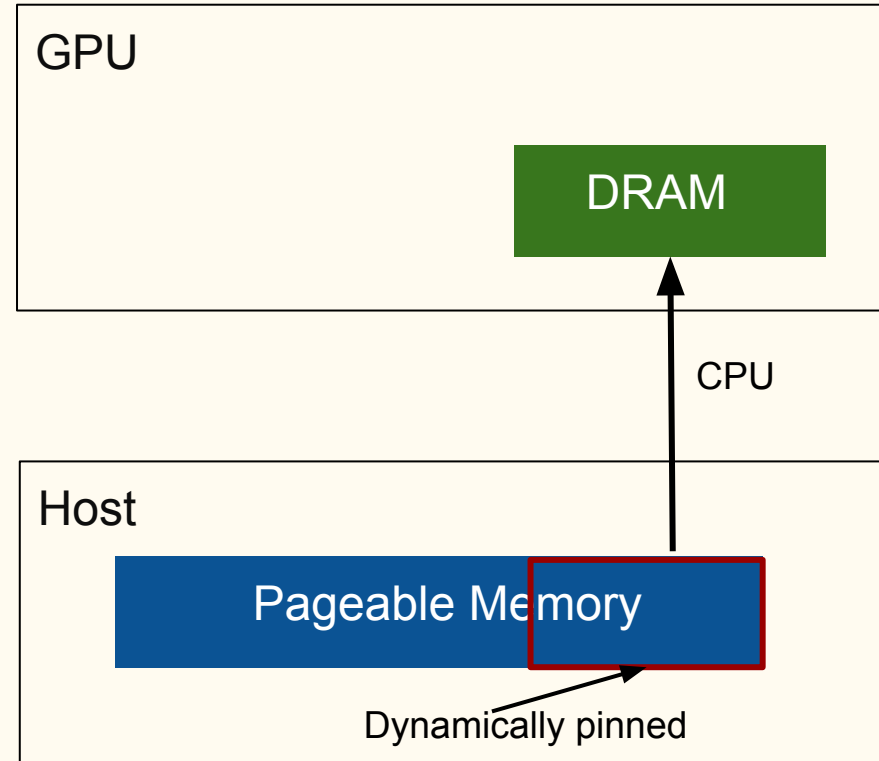 GPU
DRAM
CPU
Host
Pageable Memory
Dynamically pinned